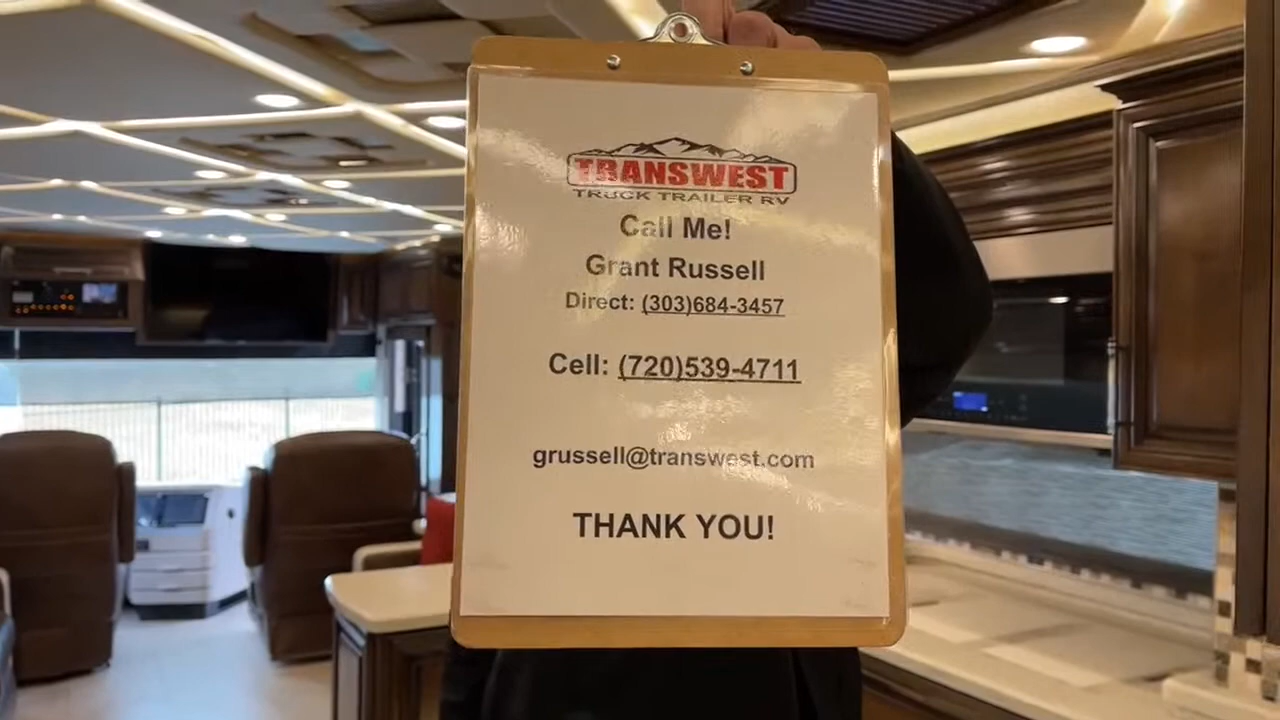 TRANSWEST
TRUCK TRAILER RV
Call Me!
Grant Russell
Direct: (303)684-3457
Cell: (720)539-4711
grussell@transwest.com
THANK YOU!